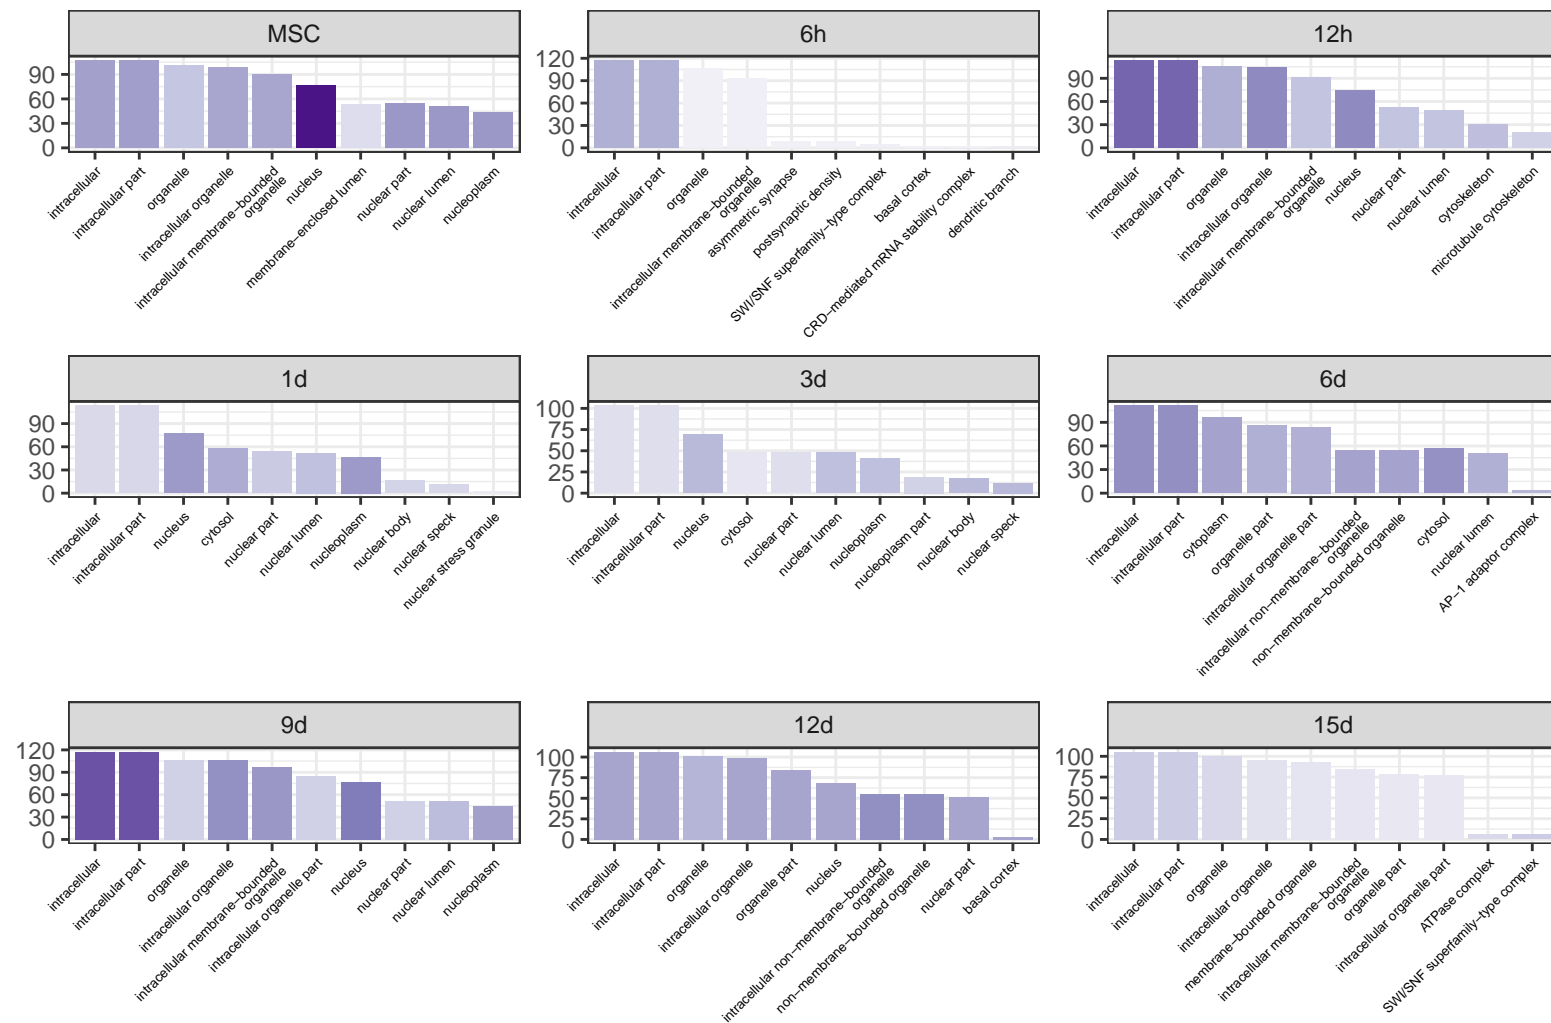 MSC
90
60
30
0
intracellular
intracellular part
organelle
intracellular organelle
intracellular membrane−bounded
organelle
nucleus
membrane−enclosed lumen
nuclear part
nuclear lumen
nucleoplasm
6h
120
90
60
30
0
intracellular
intracellular part
organelle
intracellular membrane−bounded
organelle
asymmetric synapse
postsynaptic density
SWI/SNF superfamily−type complex
basal cortex
CRD−mediated mRNA stability complex
dendritic branch
12h
90
60
30
0
intracellular
intracellular part
organelle
intracellular organelle
intracellular membrane−bounded
organelle
nucleus
nuclear part
nuclear lumen
cytoskeleton
microtubule cytoskeleton
1d
90
60
30
0
intracellular
intracellular part
nucleus
cytosol
nuclear part
nuclear lumen
nucleoplasm
nuclear body
nuclear speck
nuclear stress granule
3d
100
75
50
25
0
intracellular
intracellular part
nucleus
cytosol
nuclear part
nuclear lumen
nucleoplasm
nucleoplasm part
nuclear body
nuclear speck
6d
90
60
30
0
intracellular
intracellular part
cytoplasm
organelle part
intracellular organelle part
intracellular non−membrane−bounded
organelle
non−membrane−bounded organelle
cytosol
nuclear lumen
AP−1 adaptor complex
9d
120
90
60
30
0
intracellular
intracellular part
organelle
intracellular organelle
intracellular membrane−bounded
organelle
intracellular organelle part
nucleus
nuclear part
nuclear lumen
nucleoplasm
12d
100
75
50
25
0
intracellular
intracellular part
organelle
intracellular organelle
organelle part
nucleus
intracellular non−membrane−bounded
organelle
non−membrane−bounded organelle
nuclear part
basal cortex
15d
100
75
50
25
0
intracellular
intracellular part
organelle
intracellular organelle
membrane−bounded organelle
intracellular membrane−bounded
organelle
organelle part
intracellular organelle part
ATPase complex
SWI/SNF superfamily−type complex